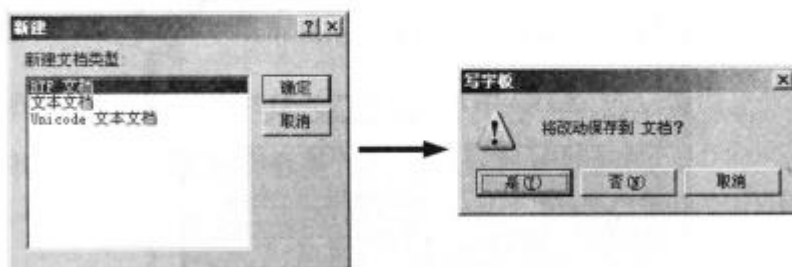 新建
新建文档类型
RTF 文档
文本文档
Unicode 文本文档
确定
取消
写字板
将改动保存到 文档?
是(Y)
否(N)
取消